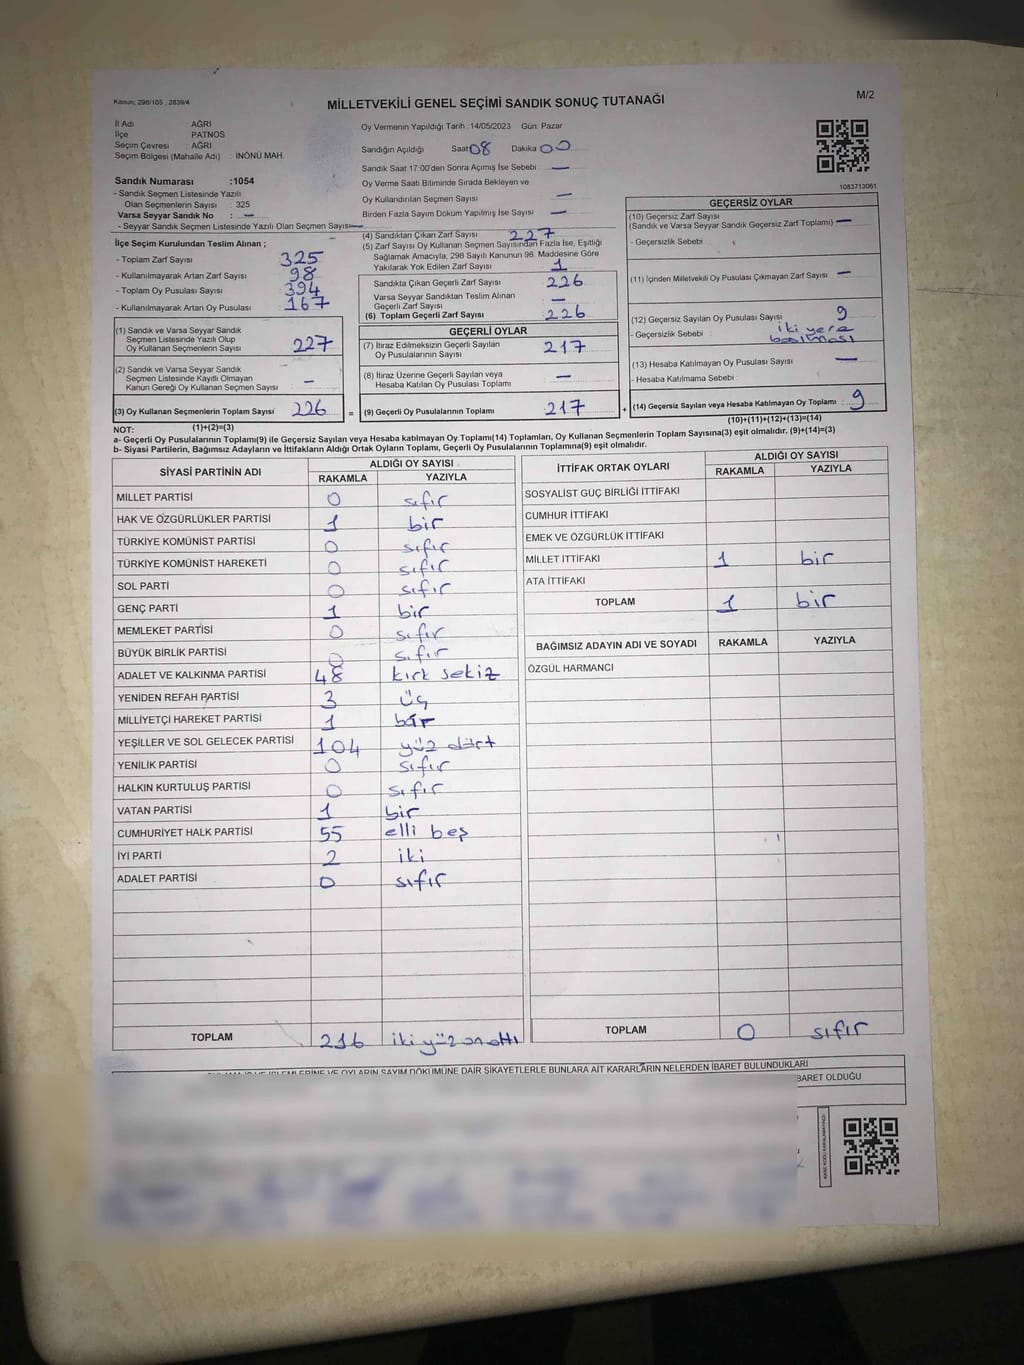 Kanun; 298/105 , 2839/4
MİLLETVEKİLİ GENEL SEÇİMİ SANDIK SONUÇ TUTANAĞI
M/2
İl Adı : AĞRI
İlçe PATNOS
Seçim Çevresi : AĞRI
Seçim Bölgesi (Mahalle Adı) : İNÖNÜ MAH.
Sandık Numarası :1054
- Sandık Seçmen Listesinde Yazılı
Olan Seçmenlerin Sayısı : 325
Varsa Seyyar Sandık No : —
- Seyyar Sandık Seçmen Listesinde Yazılı Olan Seçmen Sayısı —
Oy Vermenin Yapıldığı Tarih :14/05/2023 Gün: Pazar
Sandığın Açıldığı Saat 08 Dakika 00
Sandık Saat 17:00'den Sonra Açımış İse Sebebi —
Oy Verme Saati Bitiminde Sırada Bekleyen ve
Oy Kullandırılan Seçmen Sayısı —
Birden Fazla Sayım Döküm Yapılmış İse Sayısı —
1083713061
İlçe Seçim Kurulundan Teslim Alınan ;
- Toplam Zarf Sayısı 325
- Kullanılmayarak Artan Zarf Sayısı 98
- Toplam Oy Pusulası Sayısı 394
- Kullanılmayarak Artan Oy Pusulası 167
(1) Sandık ve Varsa Seyyar Sandık
Seçmen Listesinde Yazılı Olup
Oy Kullanan Seçmenlerin Sayısı 227
(2) Sandık ve Varsa Seyyar Sandık
Seçmen Listesinde Kayıtlı Olmayan
Kanun Gereği Oy Kullanan Seçmen Sayısı —
(3) Oy Kullanan Seçmenlerin Toplam Sayısı 226 =
(1)+(2)=(3)
(4) Sandıktan Çıkan Zarf Sayısı 227
(5) Zarf Sayısı Oy Kullanan Seçmen Sayısından Fazla İse, Eşitliği
Sağlamak Amacıyla, 298 Sayılı Kanunun 98. Maddesine Göre
Yakılarak Yok Edilen Zarf Sayısı 1
Sandıkta Çıkan Geçerli Zarf Sayısı 226
Varsa Seyyar Sandıktan Teslim Alınan
Geçerli Zarf Sayısı —
(6) Toplam Geçerli Zarf Sayısı 226
GEÇERLİ OYLAR
(7) İtiraz Edilmeksizin Geçerli Sayılan
Oy Pusulalarının Sayısı 217
(8) İtiraz Üzerine Geçerli Sayılan veya
Hesaba Katılan Oy Pusulası Toplamı —
(9) Geçerli Oy Pusulalarının Toplamı 217 +
GEÇERSİZ OYLAR
(10) Geçersiz Zarf Sayısı
(Sandık ve Varsa Seyyar Sandık Geçersiz Zarf Toplamı) —
- Geçersizlik Sebebi :
(11) İçinden Milletvekili Oy Pusulası Çıkmayan Zarf Sayısı —
(12) Geçersiz Sayılan Oy Pusulası Sayısı 9
- Geçersizlik Sebebi : iki yere
basılması
(13) Hesaba Katılmayan Oy Pusulası Sayısı —
- Hesaba Katılmama Sebebi :
(14) Geçersiz Sayılan veya Hesaba Katılmayan Oy Toplamı : 9
(10)+(11)+(12)+(13)=(14)
NOT:
a- Geçerli Oy Pusulalarının Toplamı(9) ile Geçersiz Sayılan veya Hesaba katılmayan Oy Toplamı(14) Toplamları, Oy Kullanan Seçmenlerin Toplam Sayısına(3) eşit olmalıdır. (9)+(14)=(3)
b- Siyasi Partilerin, Bağımsız Adayların ve İttifakların Aldığı Ortak Oyların Toplamı, Geçerli Oy Pusulalarının Toplamına(9) eşit olmalıdır.
SİYASİ PARTİNİN ADI ALDIĞI OY SAYISI
RAKAMLA YAZIYLA
MİLLET PARTİSİ 0 sıfır
HAK VE ÖZGÜRLÜKLER PARTİSİ 1 bir
TÜRKİYE KOMÜNİST PARTİSİ 0 sıfır
TÜRKİYE KOMÜNİST HAREKETİ 0 sıfır
SOL PARTİ 0 sıfır
GENÇ PARTİ 1 bir
MEMLEKET PARTİSİ 0 sıfır
BÜYÜK BİRLİK PARTİSİ 0 sıfır
ADALET VE KALKINMA PARTİSİ 48 kırk sekiz
YENİDEN REFAH PARTİSİ 3 üç
MİLLİYETÇİ HAREKET PARTİSİ 1 bir
YEŞİLLER VE SOL GELECEK PARTİSİ 104 yüz dört
YENİLİK PARTİSİ 0 sıfır
HALKIN KURTULUŞ PARTİSİ 0 sıfır
VATAN PARTİSİ 1 bir
CUMHURİYET HALK PARTİSİ 55 elli beş
İYİ PARTİ 2 iki
ADALET PARTİSİ 0 sıfır
TOPLAM 216 iki yüz on altı
İTTİFAK ORTAK OYLARI ALDIĞI OY SAYISI
RAKAMLA YAZIYLA
SOSYALİST GÜÇ BİRLİĞİ İTTİFAKI
CUMHUR İTTİFAKI
EMEK VE ÖZGÜRLÜK İTTİFAKI
MİLLET İTTİFAKI 1 bir
ATA İTTİFAKI
TOPLAM 1 bir
BAĞIMSIZ ADAYIN ADI VE SOYADI RAKAMLA YAZIYLA
ÖZGÜL HARMANCI
TOPLAM 0 sıfır
OYLARIN SAYIM DÖKÜMÜNE DAİR ŞİKAYETLERLE BUNLARA AİT KARARLARIN NELERDEN İBARET BULUNDUKLARI
BARET OLDUĞU